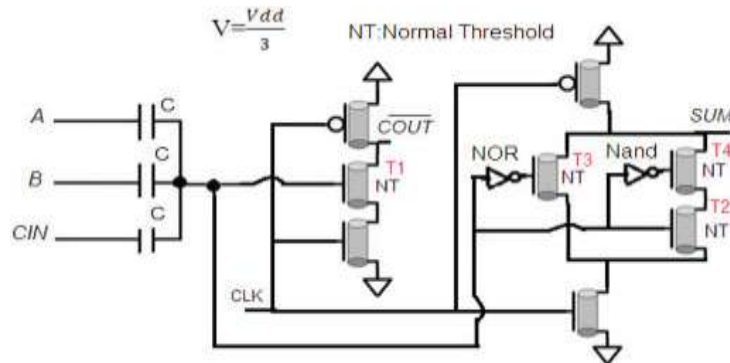 V=Vdd/3
NT:Normal Threshold
A
C
COUT
SUM
C
NOR
T3
Nand
T4
B
T1
NT
NT
NT
C
T2
CIN
NT
CLK